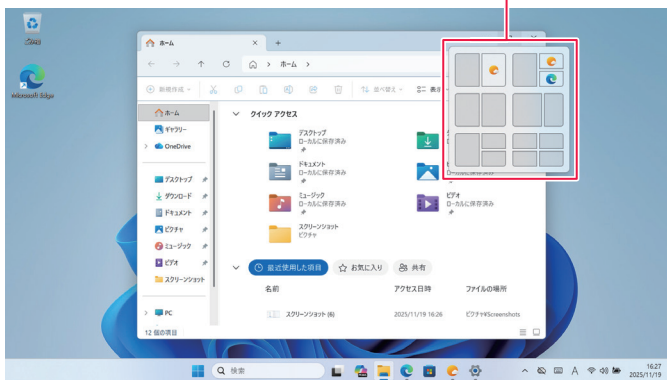 ごみ箱
Microsoft Edge
ホーム
ホーム
新規作成
並べ替え
表示
ホーム
ギャラリー
OneDrive
デスクトップ
ダウンロード
ドキュメント
ピクチャ
ミュージック
ビデオ
スクリーンショット
PC
12 個の項目
クイック アクセス
デスクトップ
ローカルに保存済み
ドキュメント
ローカルに保存済み
ミュージック
ローカルに保存済み
ビデオ
ローカルに保存済み
スクリーンショット
ピクチャ
最近使用した項目 お気に入り 共有
名前 アクセス日時 ファイルの場所
スクリーンショット (6) 2025/11/19 16:26 ピクチャ¥Screenshots
検索
A
16:27
2025/11/19